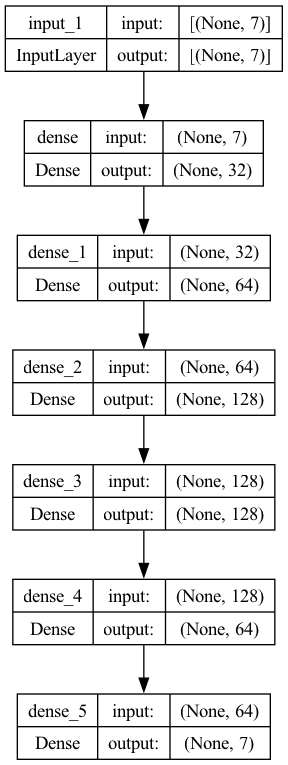 input_1 input: [(None, 7)]
InputLayer output: [(None, 7)]
dense input: (None, 7)
Dense output: (None, 32)
dense_1 input: (None, 32)
Dense output: (None, 64)
dense_2 input: (None, 64)
Dense output: (None, 128)
dense_3 input: (None, 128)
Dense output: (None, 128)
dense_4 input: (None, 128)
Dense output: (None, 64)
dense_5 input: (None, 64)
Dense output: (None, 7)